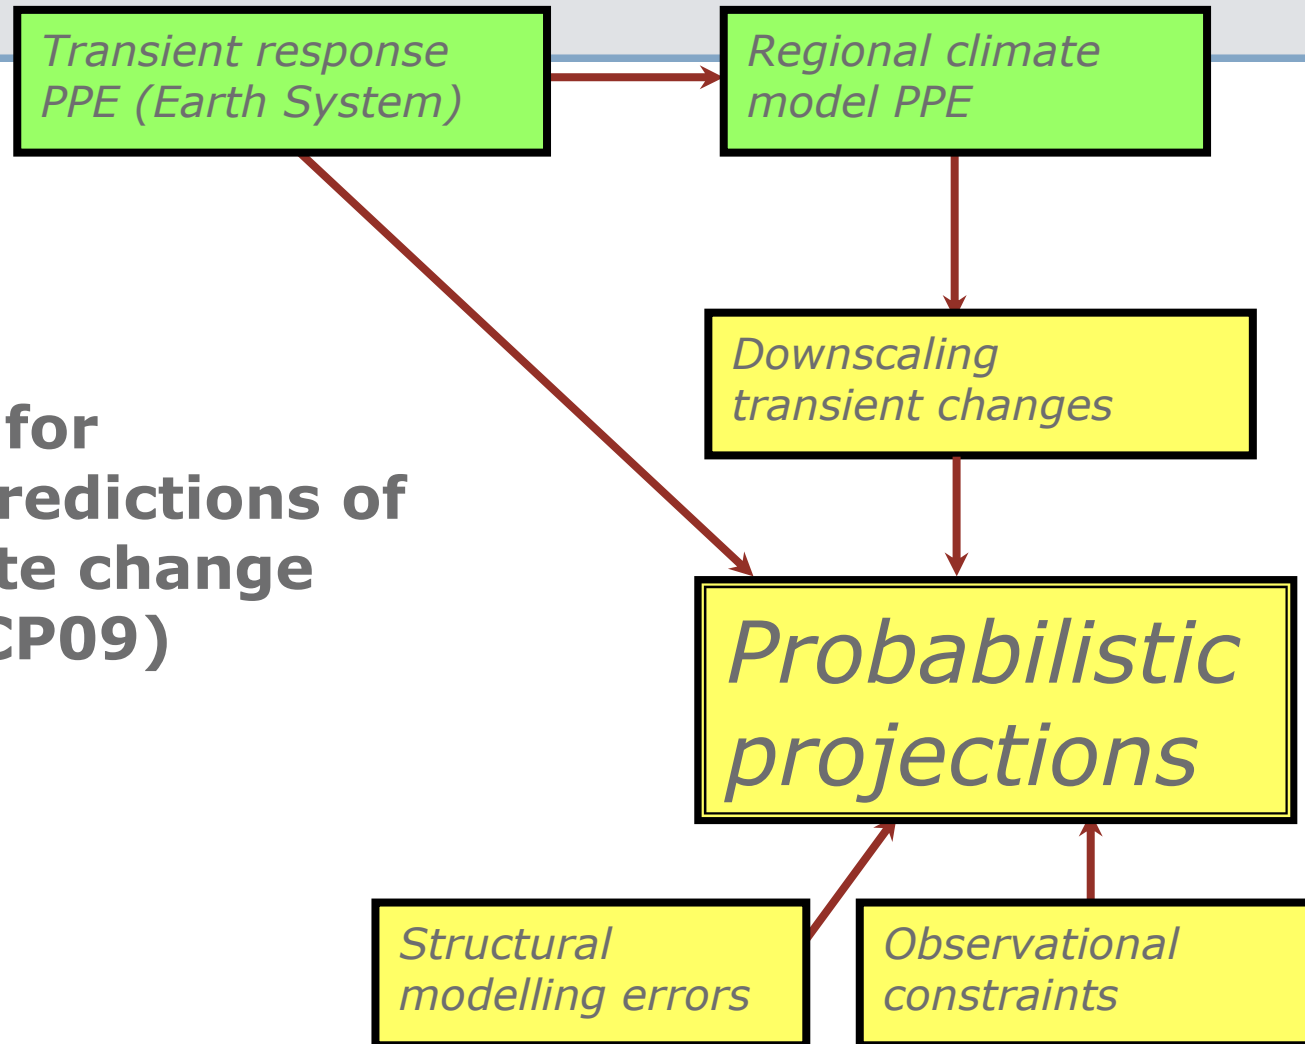 Transient response
PPE (Earth System)
Regional climate
model PPE
Downscaling
transient changes
for
redictions of
te change
CP09)
Probabilistic
projections
Structural
modelling errors
Observational
constraints